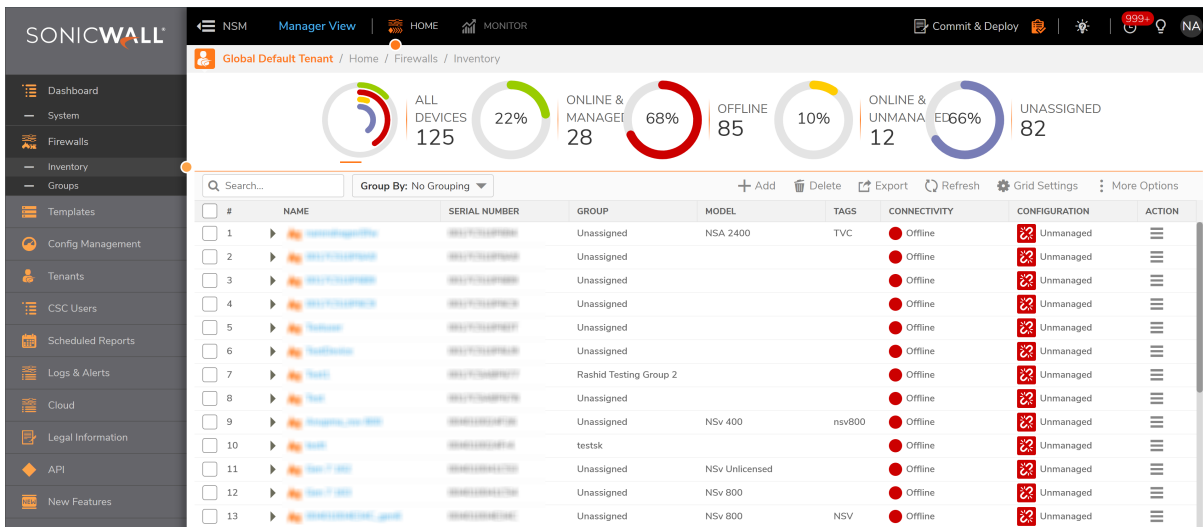 SONICWALL
NSM Manager View HOME MONITOR Commit & Deploy 999+ NA
Global Default Tenant / Home / Firewalls / Inventory
Dashboard
System
Firewalls
Inventory
Groups
Templates
Config Management
Tenants
CSC Users
Scheduled Reports
Logs & Alerts
Cloud
Legal Information
API
NEW New Features
ALL
DEVICES
125
22%
ONLINE &
MANAGED
28
68%
OFFLINE
85
10%
ONLINE &
UNMANAGED
12
66%
UNASSIGNED
82
Search... Group By: No Grouping Add Delete Export Refresh Grid Settings More Options
# NAME SERIAL NUMBER GROUP MODEL TAGS CONNECTIVITY CONFIGURATION ACTION
1 Unassigned NSA 2400 TVC Offline Unmanaged
2 Unassigned Offline Unmanaged
3 Unassigned Offline Unmanaged
4 Unassigned Offline Unmanaged
5 Unassigned Offline Unmanaged
6 Unassigned Offline Unmanaged
7 Rashid Testing Group 2 Offline Unmanaged
8 Unassigned Offline Unmanaged
9 Unassigned NSv 400 nsv800 Offline Unmanaged
10 testsk Offline Unmanaged
11 Unassigned NSv Unlicensed Offline Unmanaged
12 Unassigned NSv 800 Offline Unmanaged
13 Unassigned NSv 800 NSV Offline Unmanaged